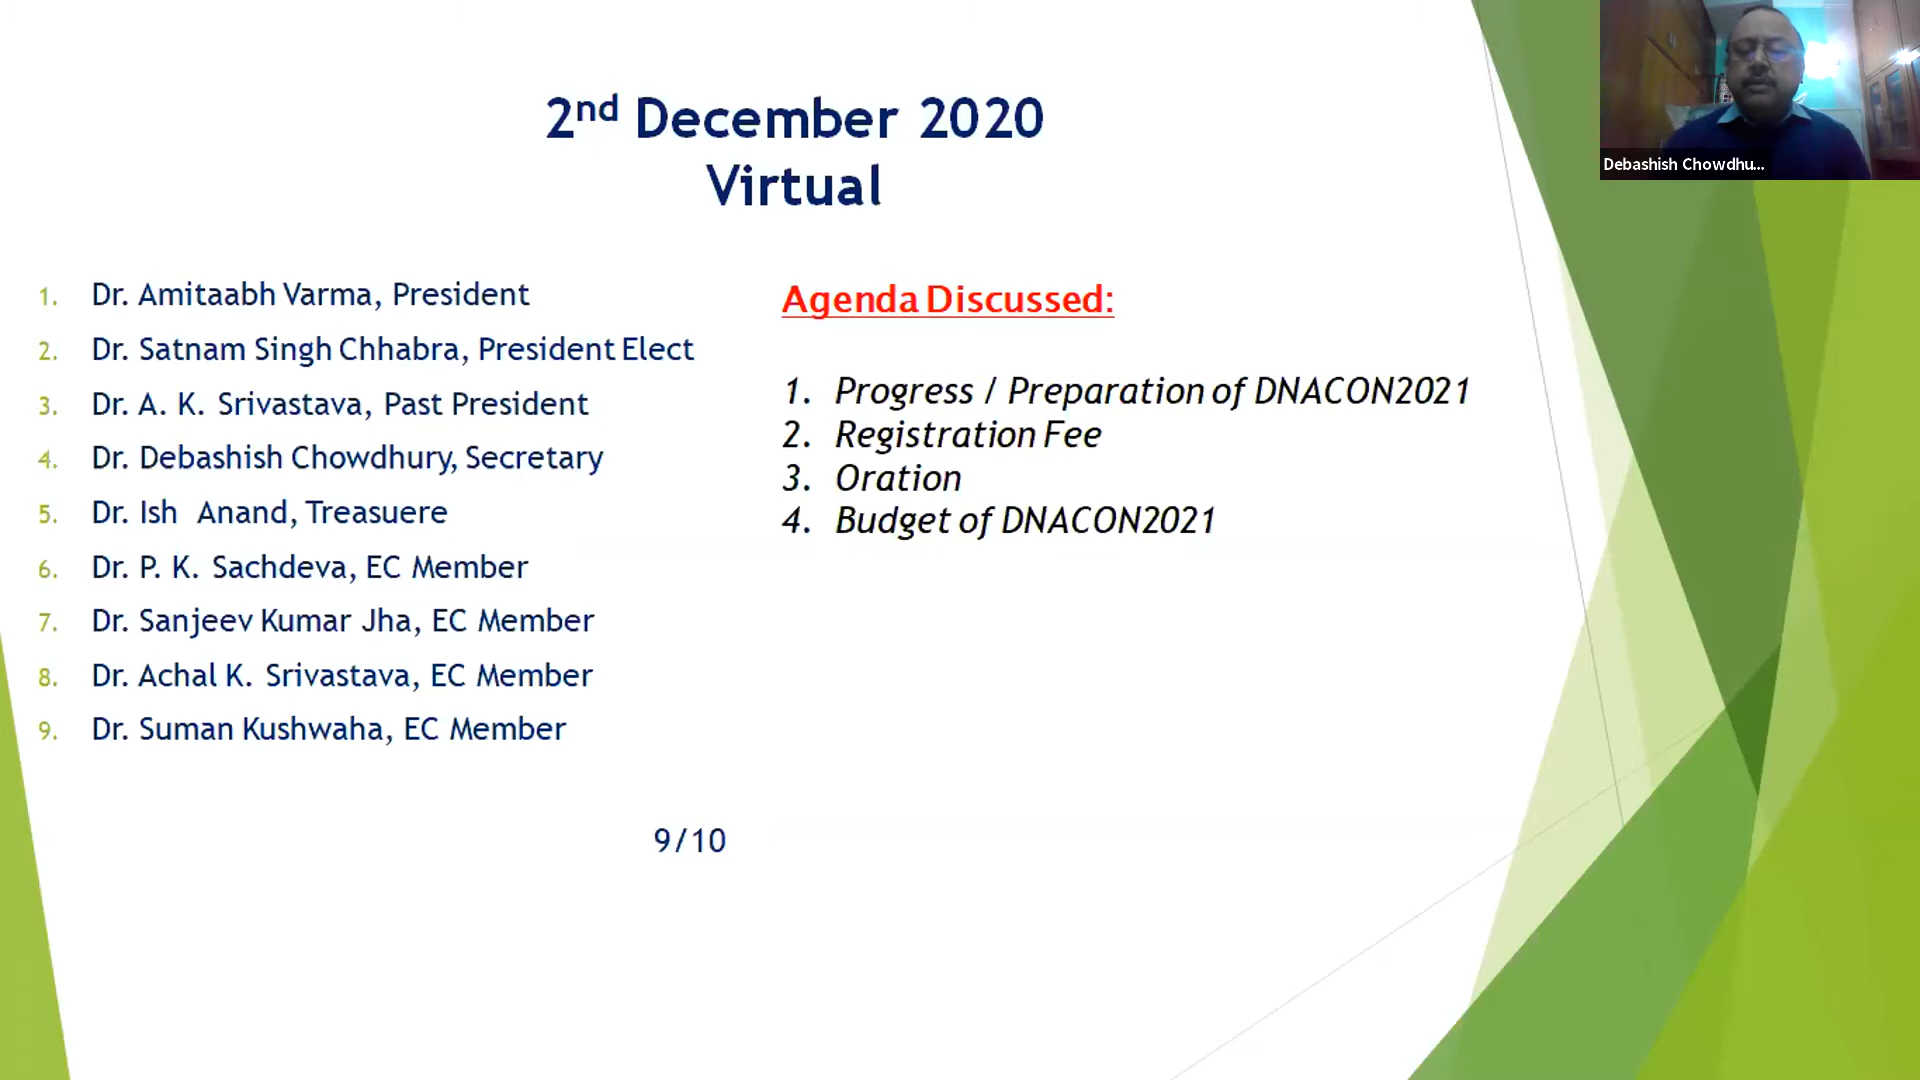 2nd December 2020
Virtual
1. Dr. Amitaabh Varma, President
2. Dr. Satnam Singh Chhabra, President Elect
3. Dr. A. K. Srivastava, Past President
4. Dr. Debashish Chowdhury, Secretary
5. Dr. Ish Anand, Treasuere
6. Dr. P. K. Sachdeva, EC Member
7. Dr. Sanjeev Kumar Jha, EC Member
8. Dr. Achal K. Srivastava, EC Member
9. Dr. Suman Kushwaha, EC Member
9/10
Agenda Discussed:
1. Progress / Preparation of DNACON2021
2. Registration Fee
3. Oration
4. Budget of DNACON2021
Debashish Chowdhu...